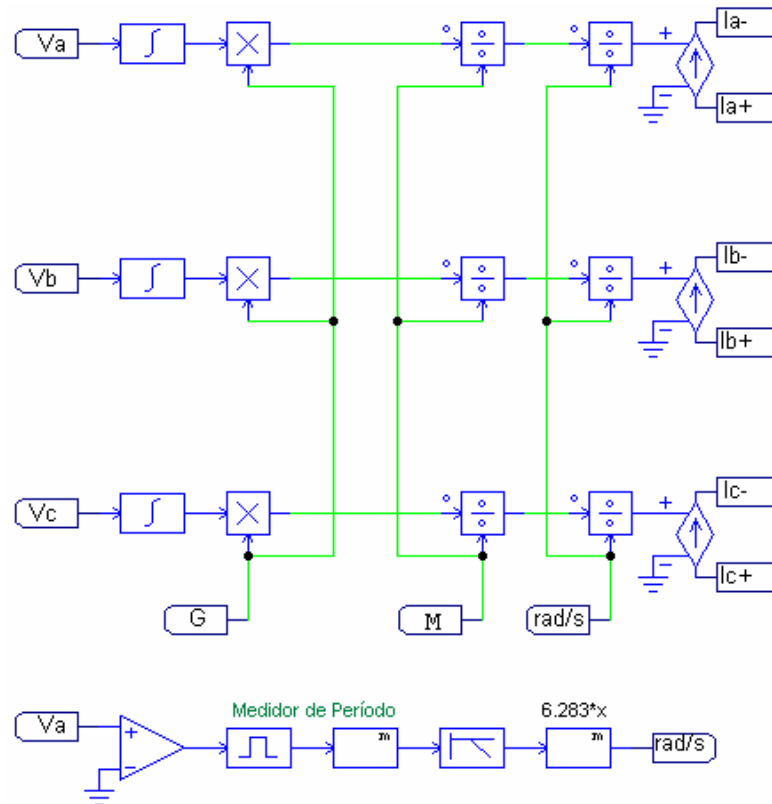 Va
Ia-
Ia+
Vb
Ib-
Ib+
Vc
Ic-
Ic+
G
M
rad/s
Medidor de Período
6.283*x
Va
m
m
rad/s